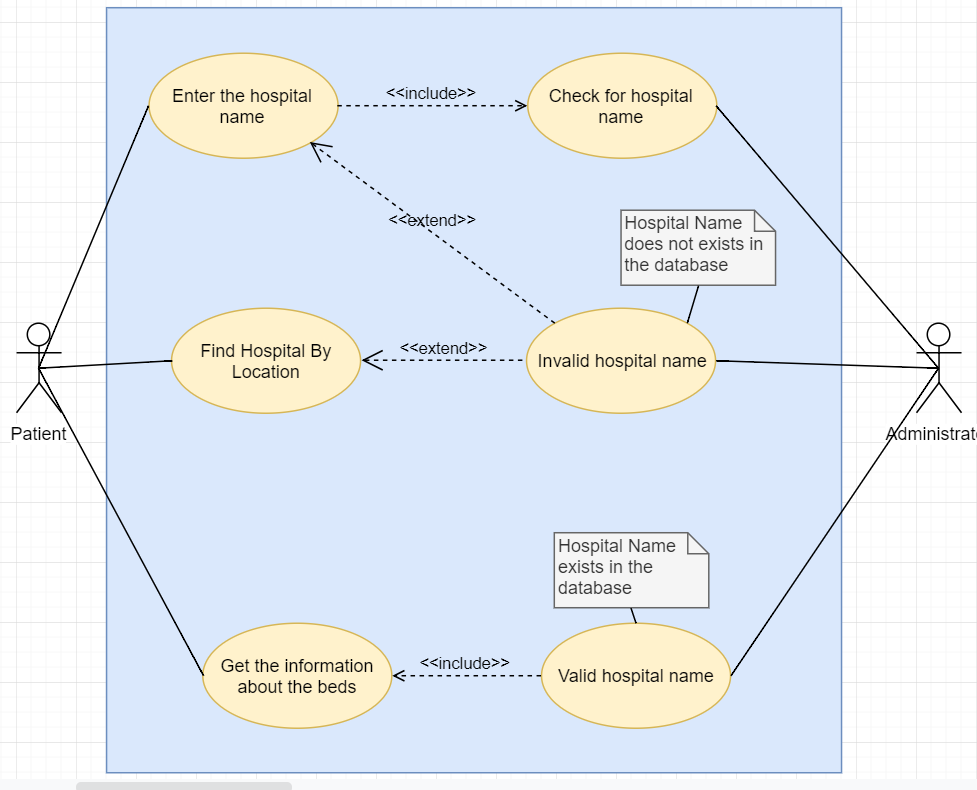 Enter the hospital
name
<<include>>
Check for hospital
name
<<extend>>
Hospital Name
does not exists in
the database
Patient
Find Hospital By
Location
<<extend>>
Invalid hospital name
Administrat
Hospital Name
exists in the
database
Get the information
about the beds
<<include>>
Valid hospital name